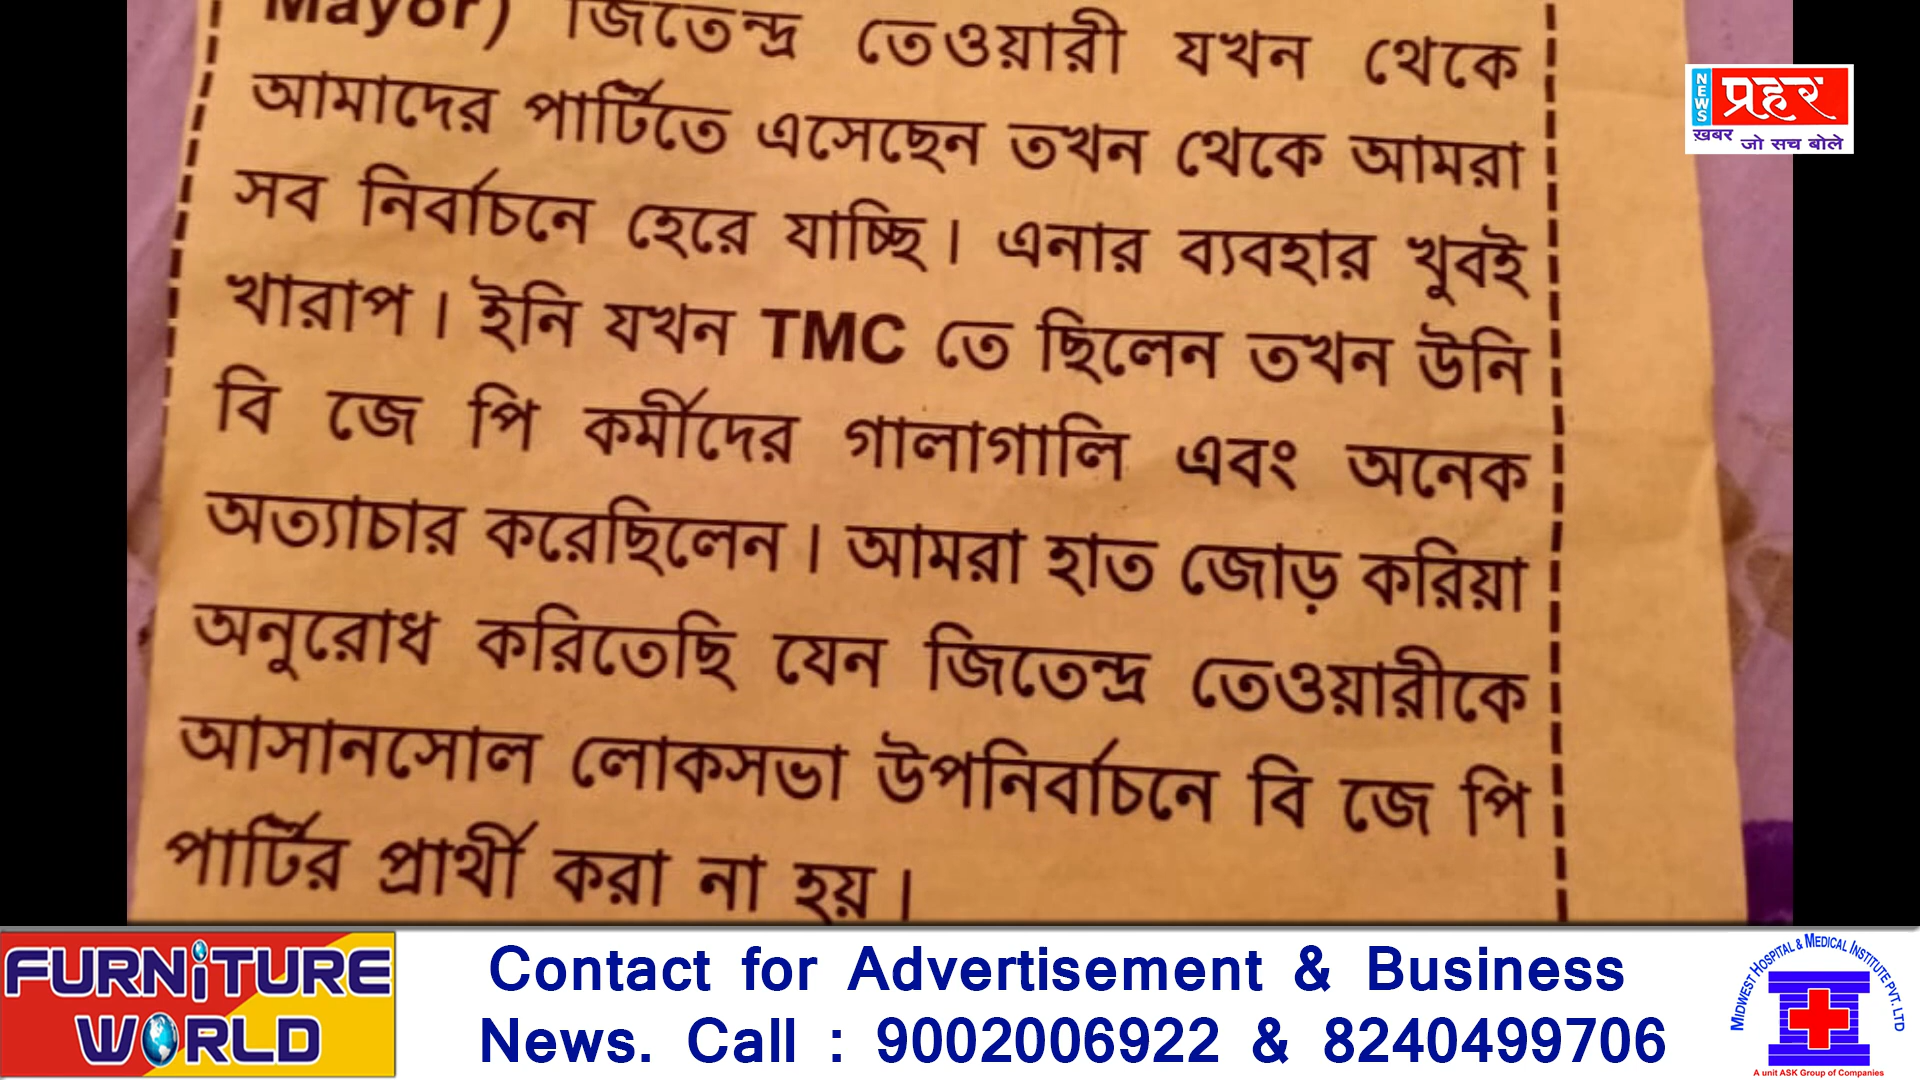 Mayor) জিতেন্দ্র তেওয়ারী যখন থেকে
আমাদের পার্টিতে এসেছেন তখন থেকে আমরা
সব নির্বাচনে হেরে যাচ্ছি। এনার ব্যবহার খুবই
খারাপ। ইনি যখন TMC তে ছিলেন তখন উনি
বি জে পি কর্মীদের গালাগালি এবং অনেক
অত্যাচার করেছিলেন। আমরা হাত জোড় করিয়া
অনুরোধ করিতেছি যেন জিতেন্দ্র তেওয়ারীকে
আসানসোল লোকসভা উপনির্বাচনে বি জে পি
পার্টির প্রার্থী করা না হয়।
NEWS
प्रहर
ख़बर जो सच बोले
FURNiTURE
WORLD
Contact for Advertisement & Business
News. Call : 9002006922 & 8240499706
MIDWEST HOSPITAL & MEDICAL INSTITUTE PVT. LTD
A unit ASK Group of Companies